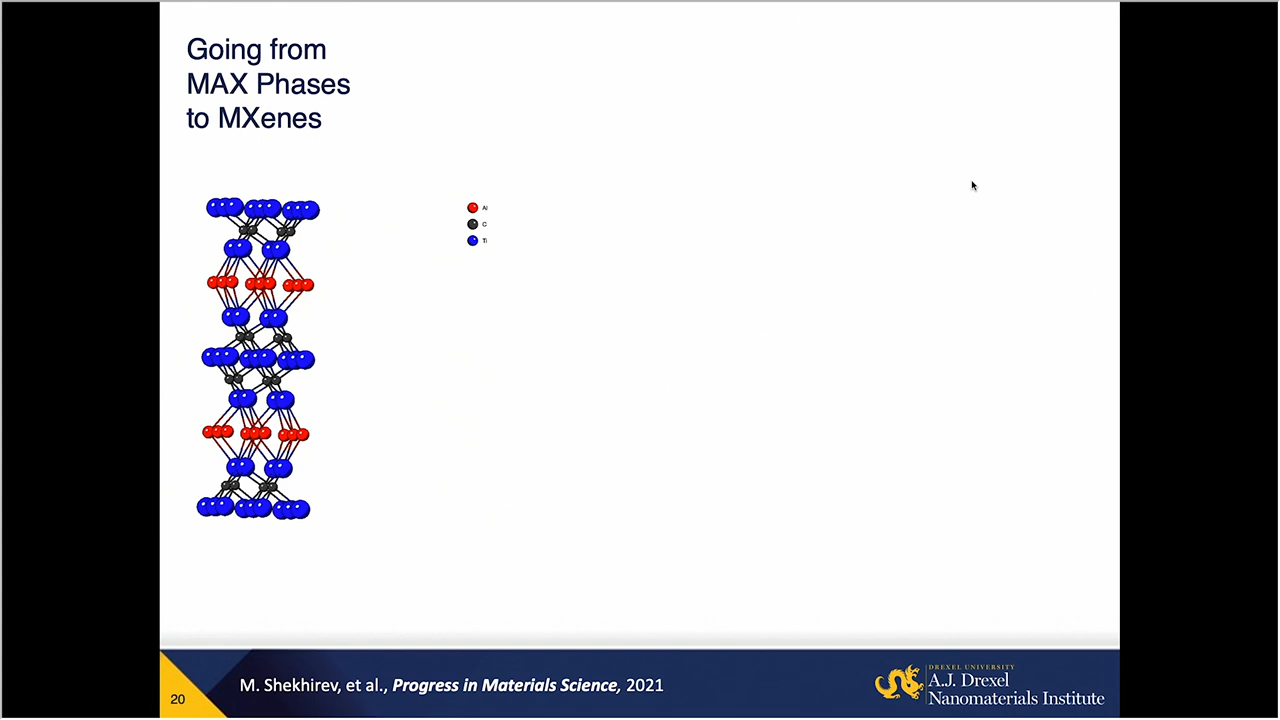 Going from
MAX Phases
to MXenes
Al
C
Ti
20
M. Shekhirev, et al., Progress in Materials Science, 2021
DREXEL UNIVERSITY
A.J. Drexel
Nanomaterials Institute